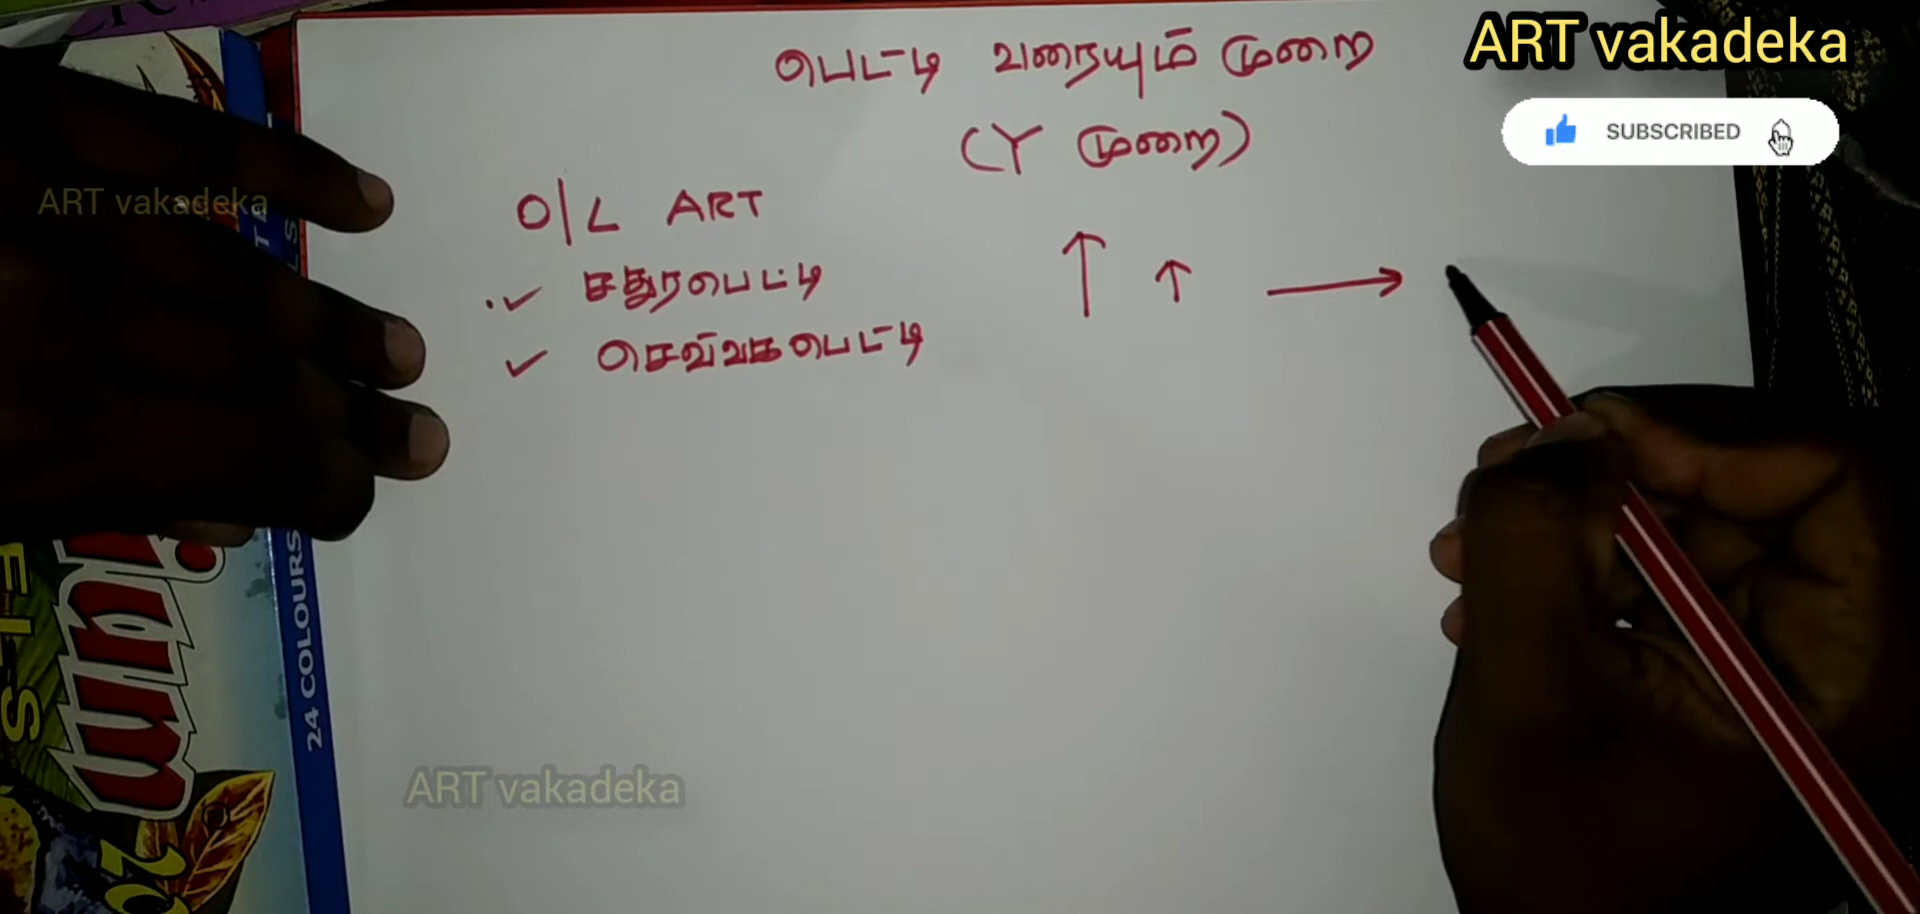 ART vakadeka
SUBSCRIBED
பெட்டி வரையும் முறை
(Y முறை)
ART vakadeka
O/L ART
சதுரபெட்டி
செவ்வகபெட்டி
24 COLOURS
ART vakadeka